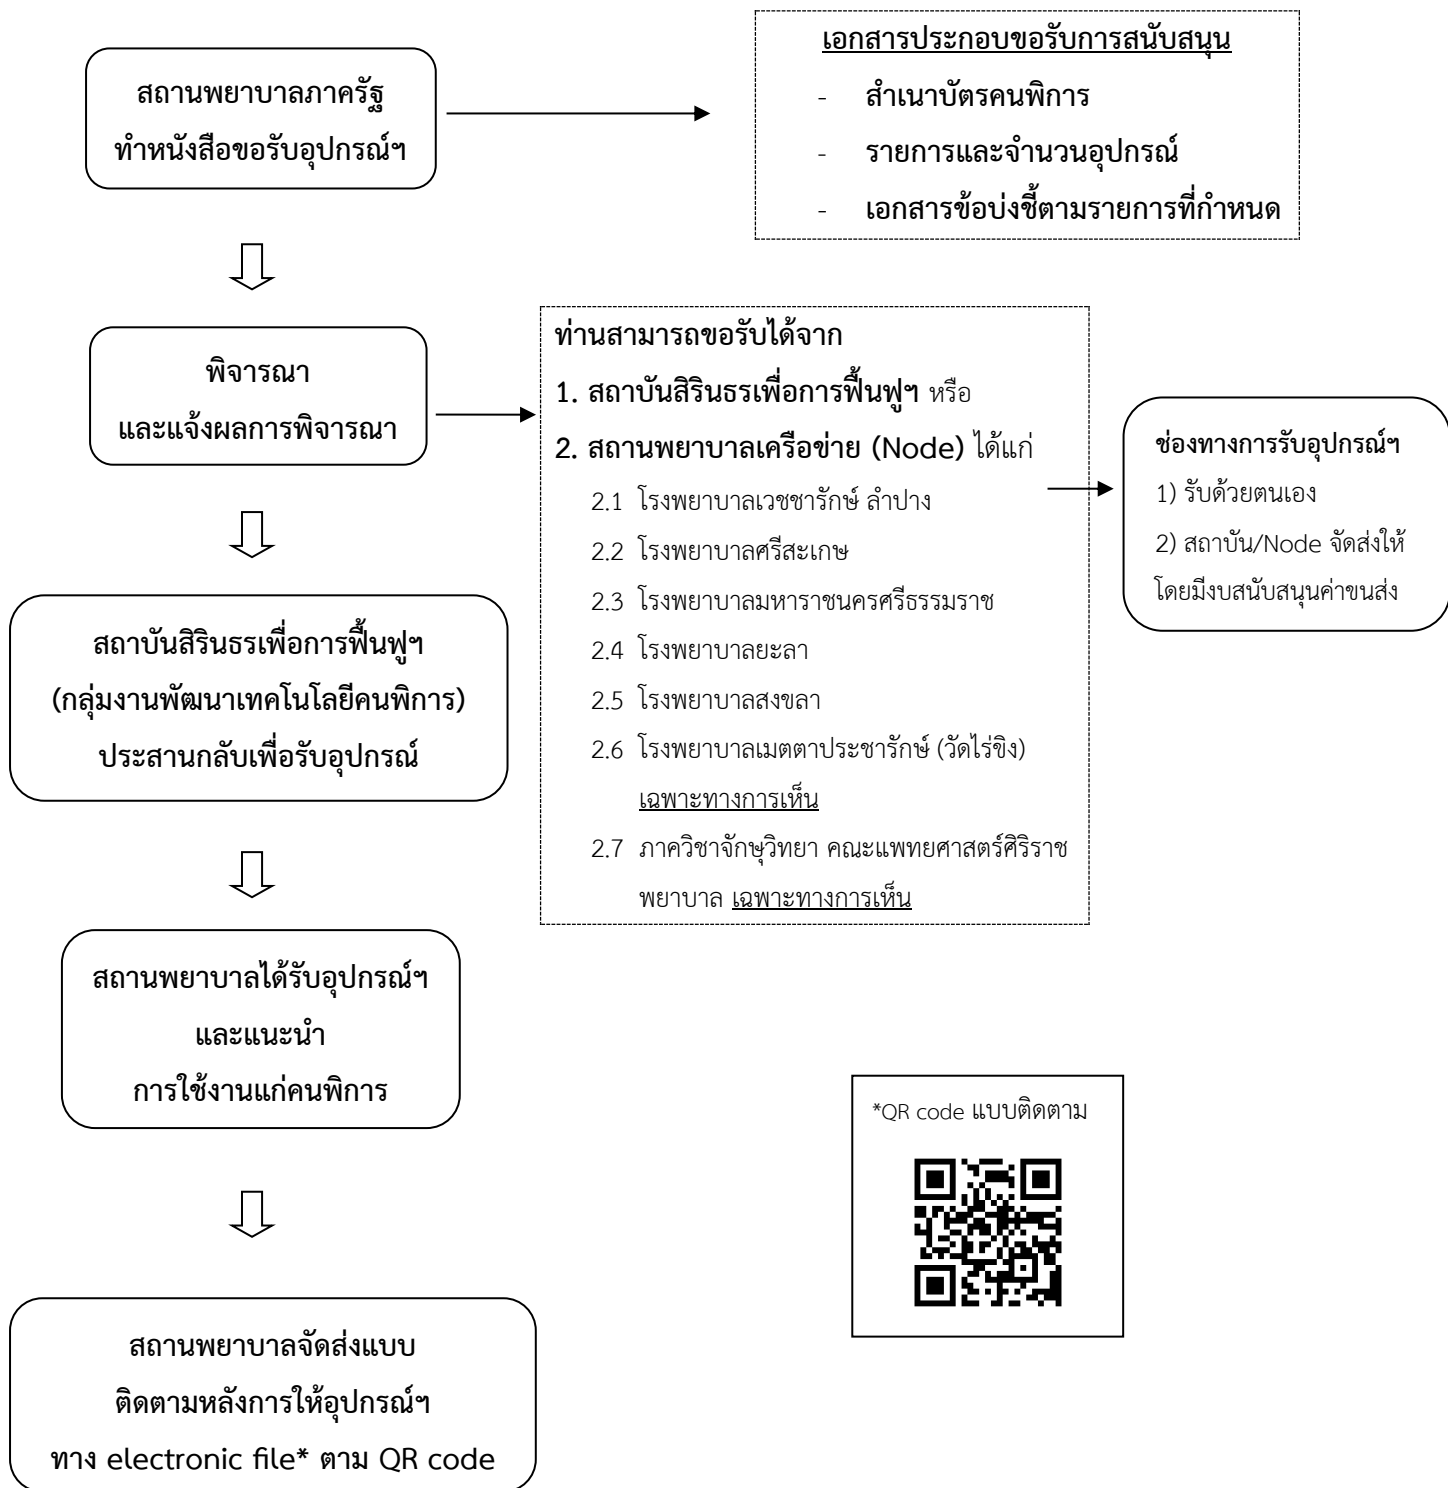 สถานพยาบาลภาครัฐ
ทำหนังสือขอรับอุปกรณ์ฯ
เอกสารประกอบขอรับการสนับสนุน
- สำเนาบัตรคนพิการ
- รายการและจำนวนอุปกรณ์
- เอกสารข้อบ่งชี้ตามรายการที่กำหนด
พิจารณา
และแจ้งผลการพิจารณา
ท่านสามารถขอรับได้จาก
1. สถาบันสิรินธรเพื่อการฟื้นฟูฯ หรือ
2. สถานพยาบาลเครือข่าย (Node) ได้แก่
2.1 โรงพยาบาลเวชชารักษ์ ลำปาง
2.2 โรงพยาบาลศรีสะเกษ
2.3 โรงพยาบาลมหาราชนครศรีธรรมราช
2.4 โรงพยาบาลยะลา
2.5 โรงพยาบาลสงขลา
2.6 โรงพยาบาลเมตตาประชารักษ์ (วัดไร่ขิง)
เฉพาะทางการเห็น
2.7 ภาควิชาจักษุวิทยา คณะแพทยศาสตร์ศิริราช
พยาบาล เฉพาะทางการเห็น
ช่องทางการรับอุปกรณ์ฯ
1) รับด้วยตนเอง
2) สถาบัน/Node จัดส่งให้
โดยมีงบสนับสนุนค่าขนส่ง
สถาบันสิรินธรเพื่อการฟื้นฟูฯ
(กลุ่มงานพัฒนาเทคโนโลยีคนพิการ)
ประสานกลับเพื่อรับอุปกรณ์
สถานพยาบาลได้รับอุปกรณ์ฯ
และแนะนำ
การใช้งานแก่คนพิการ
*QR code แบบติดตาม
สถานพยาบาลจัดส่งแบบ
ติดตามหลังการให้อุปกรณ์ฯ
ทาง electronic file* ตาม QR code